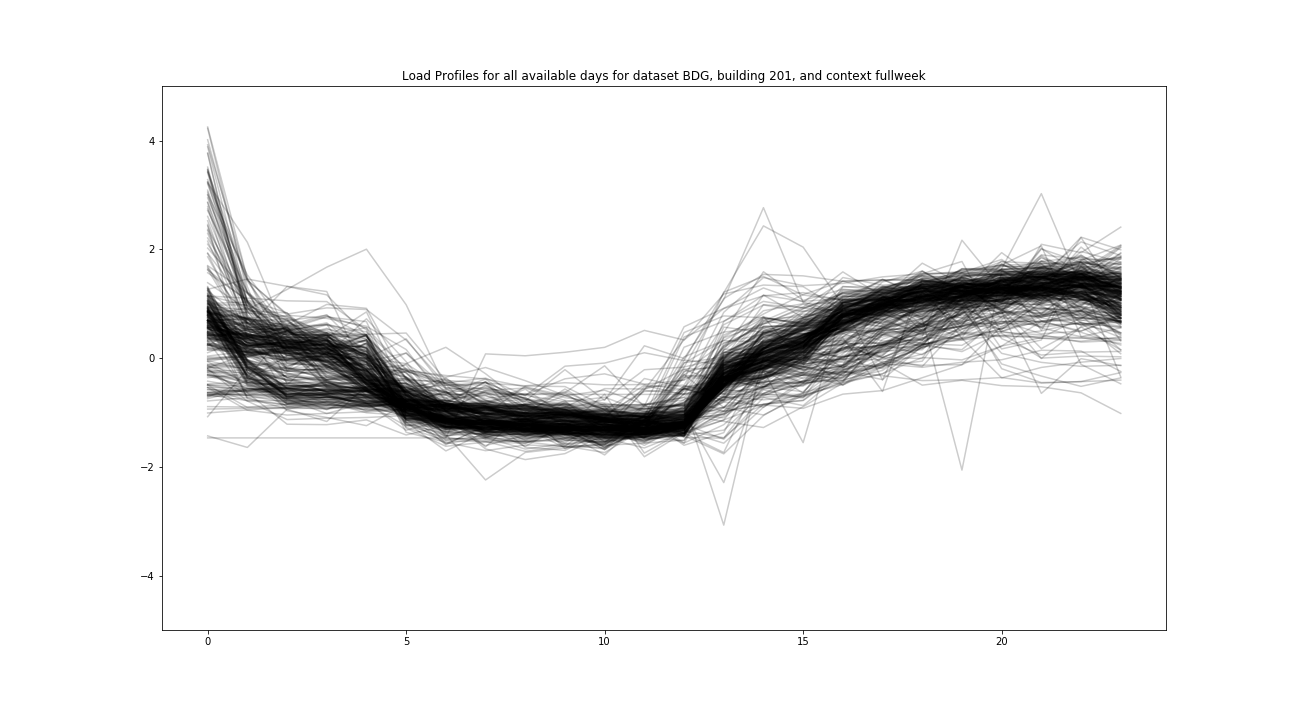 Load Profiles for all available days for dataset BDG, building 201, and context fullweek
4
2
0
−2
−4
0 5 10 15 20